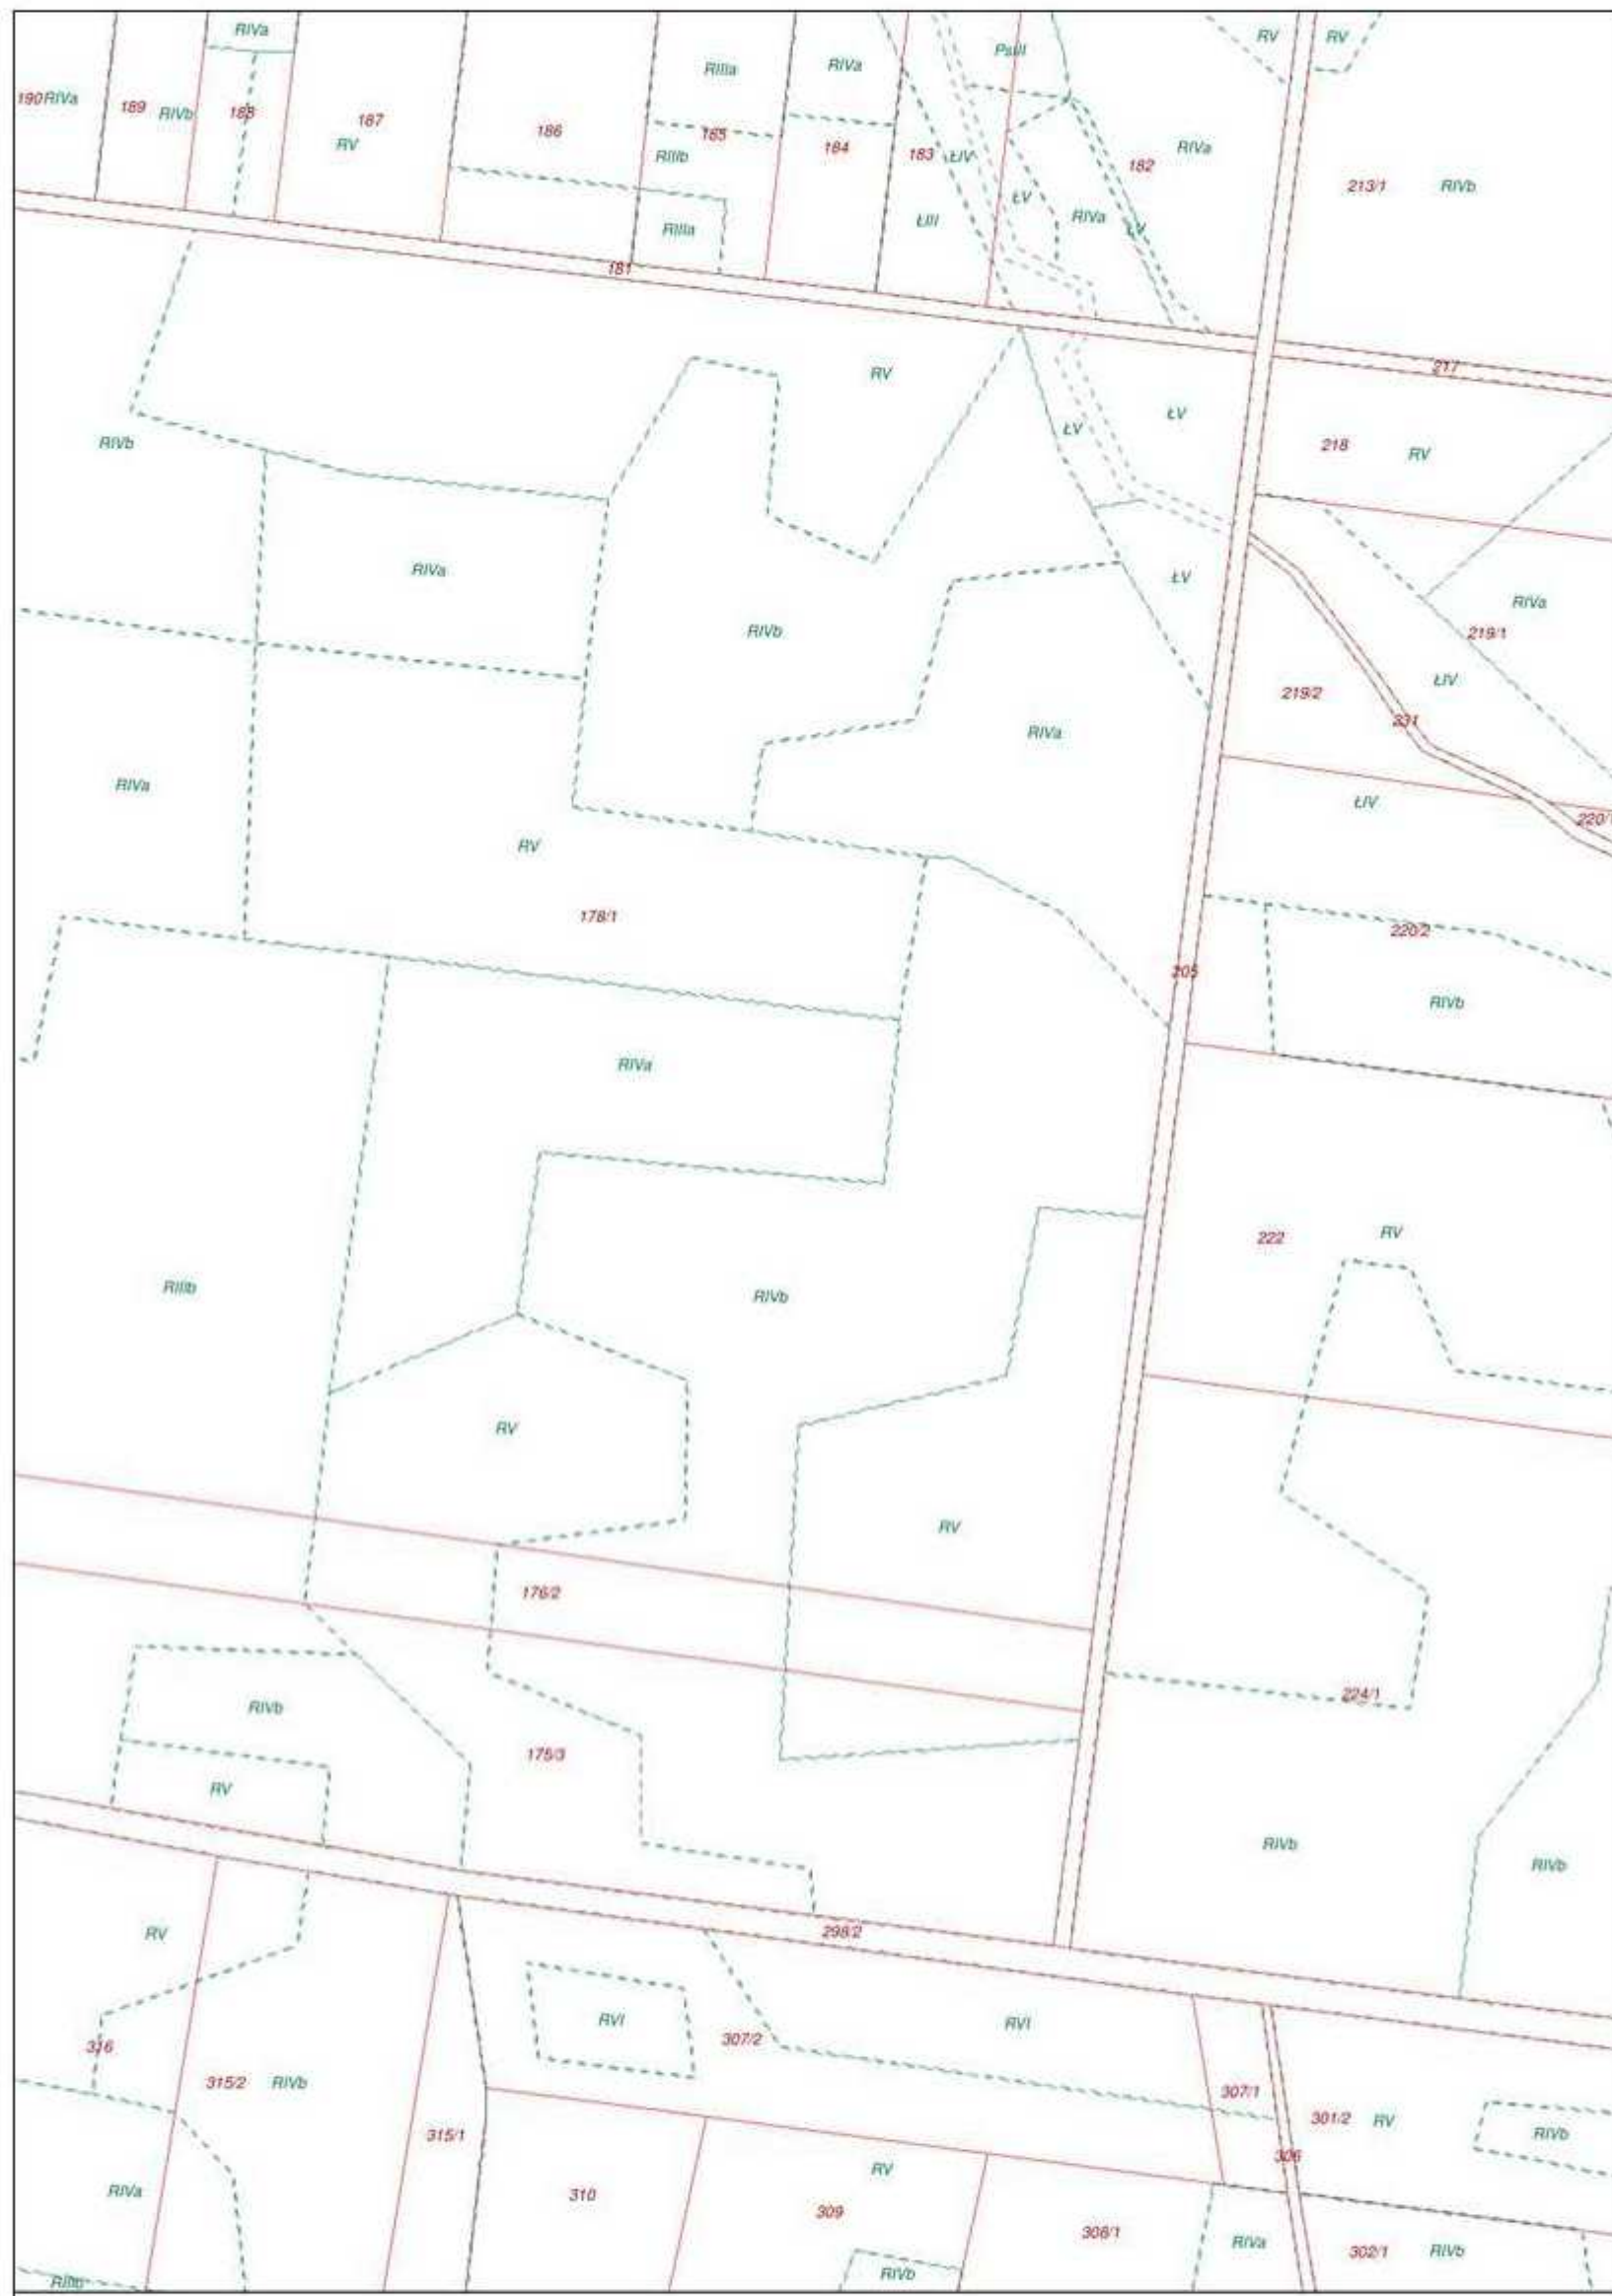 RIVa
RV
RV
PsIII
RIIIa
RIVa
190 RIVa
189
RIVb
188
187
RV
186
185
RIIIb
184
183
ŁIV
182
RIVa
213/1
RIVb
ŁV
RIVa
ŁV
ŁIII
RIIIa
181
217
RV
ŁV
ŁV
218
RV
RIVb
RIVa
ŁV
RIVa
219/1
RIVb
ŁIV
219/2
331
RIVa
RIVa
ŁIV
220/1
RV
178/1
220/2
205
RIVb
RIVa
222
RV
RIIIb
RIVb
RV
RV
176/2
224/1
RIVb
175/3
RV
RIVb
RIVb
298/2
RV
RVI
RVI
307/2
316
315/2
RIVb
307/1
301/2
RV
RIVb
315/1
306
RV
RIVa
310
309
308/1
RIVa
302/1
RIVb
RIVb
RIIIb